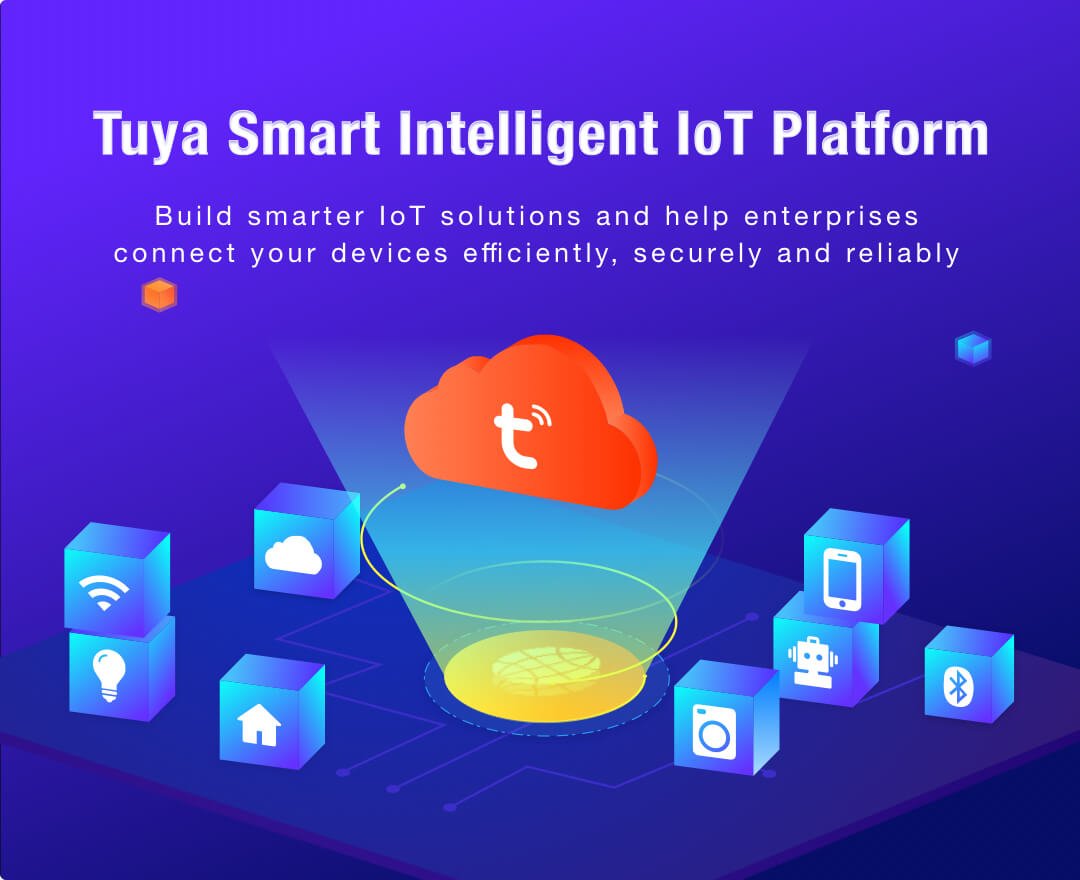 Tuya Smart Intelligent IoT Platform
Build smarter IoT solutions and help enterprises
connect your devices efficiently, securely and reliably
t